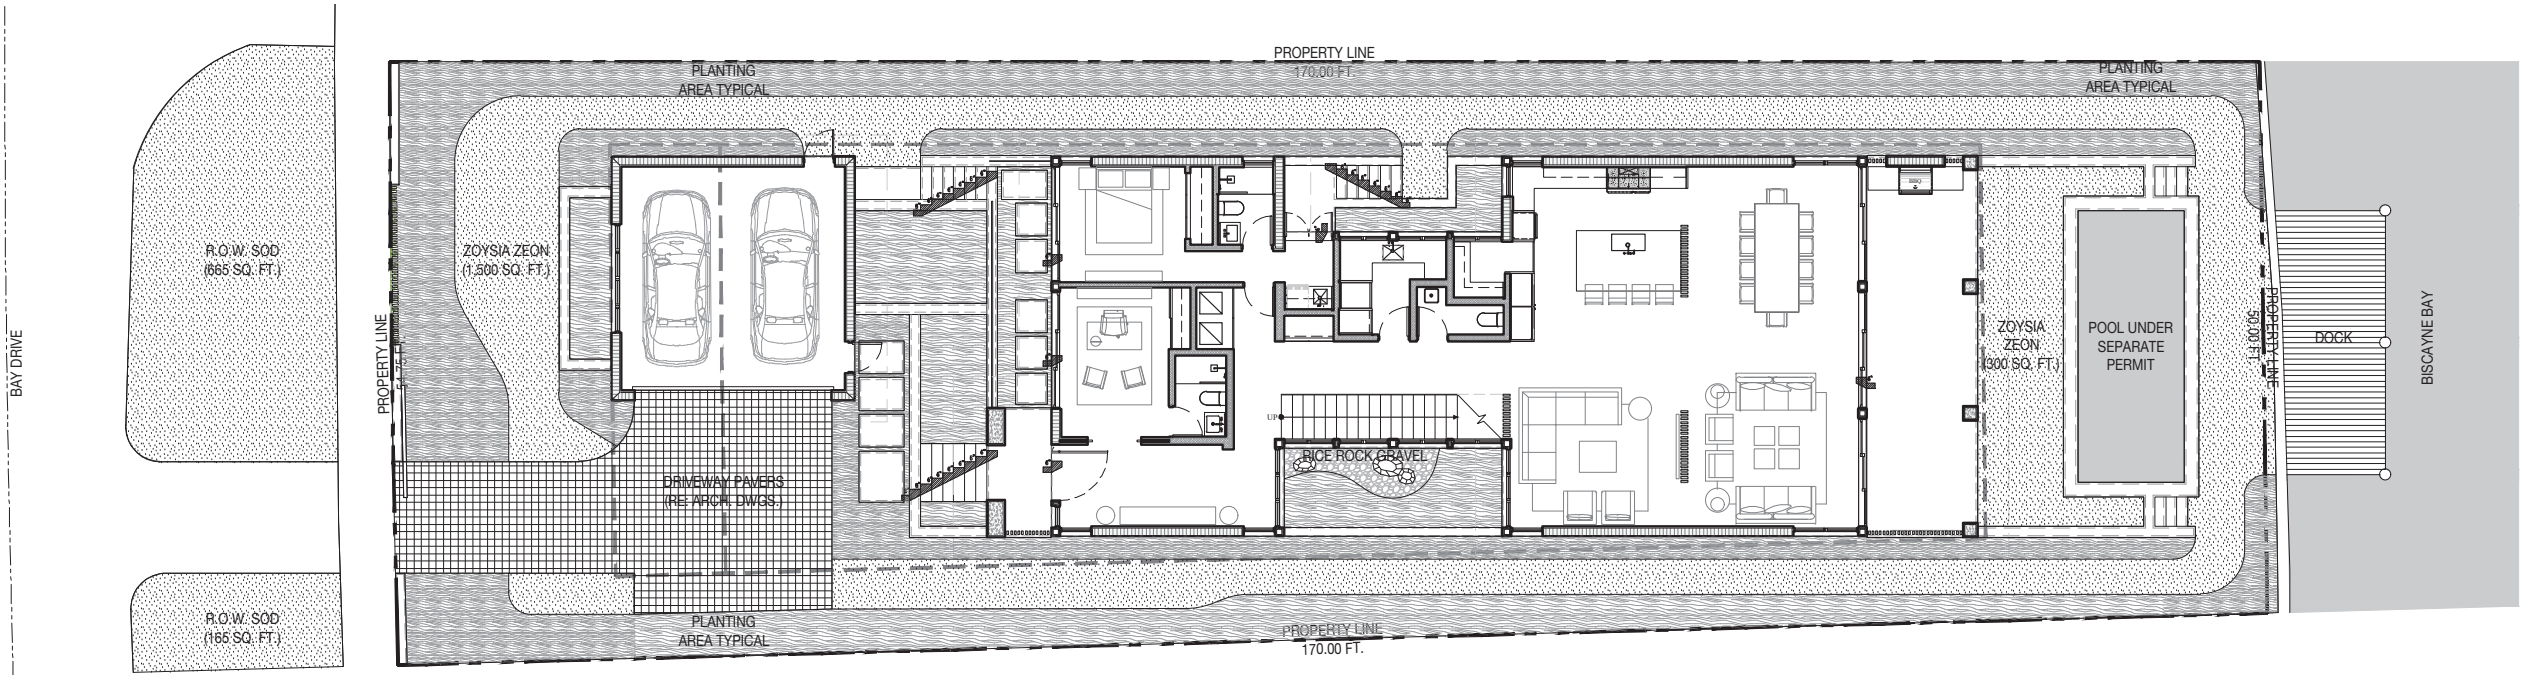 PROPERTY LINE
170.00 FT.
PLANTING
AREA TYPICAL
PLANTING
AREA TYPICAL
BBQ
R.O.W. SOD
(665 SQ. FT.)
ZOYSIA ZEON
(1,500 SQ. FT.)
BAY DRIVE
PROPERTY LINE
ZOYSIA
ZEON
(300 SQ. FT.)
POOL UNDER
SEPARATE
PERMIT
PROPERTY LINE
50.00 FT.
DOCK
BISCAYNE BAY
UP
RICE ROCK GRAVEL
DRIVEWAY PAVERS
(RE: ARCH. DWGS.)
R.O.W. SOD
(165 SQ. FT.)
PLANTING
AREA TYPICAL
PROPERTY LINE
170.00 FT.